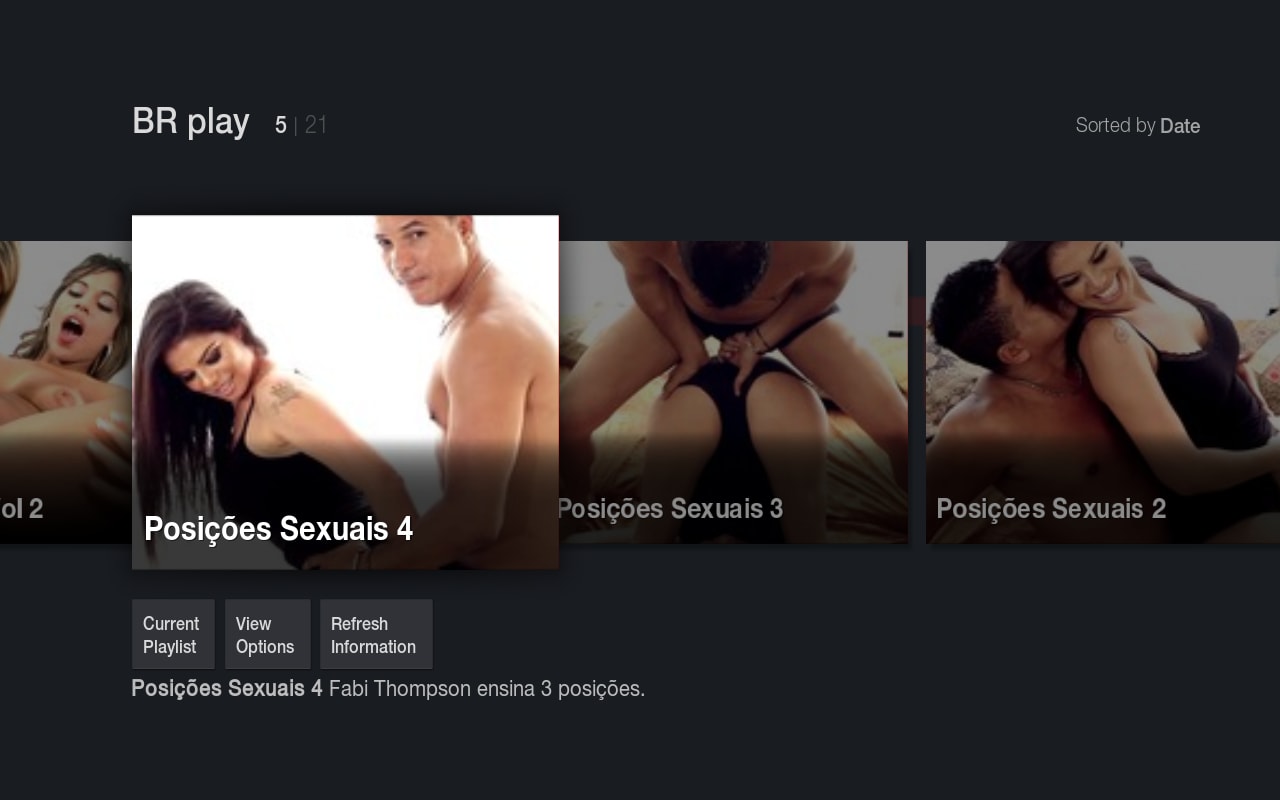 BR play 5 | 21
Sorted by Date
ol 2
Posições Sexuais 4
Posições Sexuais 3
Posições Sexuais 2
Current
Playlist
View
Options
Refresh
Information
Posições Sexuais 4 Fabi Thompson ensina 3 posições.